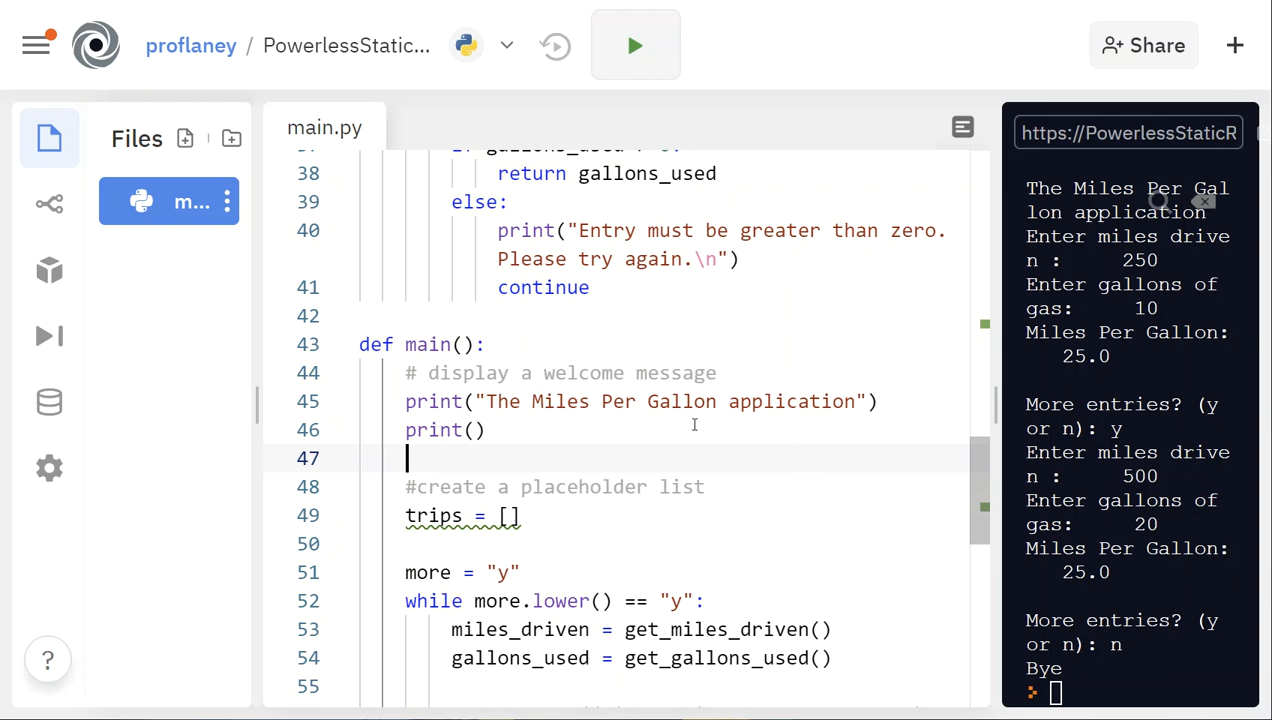 proflaney / PowerlessStatic...
Share
Files
m...
main.py
https://PowerlessStaticR
38 return gallons_used
39 else:
40 print("Entry must be greater than zero.
Please try again.\n")
41 continue
42
43 def main():
44 # display a welcome message
45 print("The Miles Per Gallon application")
46 print()
47
48 #create a placeholder list
49 trips = []
50
51 more = "y"
52 while more.lower() == "y":
53 miles_driven = get_miles_driven()
54 gallons_used = get_gallons_used()
55
The Miles Per Gal
lon application
Enter miles drive
n : 250
Enter gallons of
gas: 10
Miles Per Gallon:
25.0
More entries? (y
or n): y
Enter miles drive
n : 500
Enter gallons of
gas: 20
Miles Per Gallon:
25.0
More entries? (y
or n): n
Bye
?